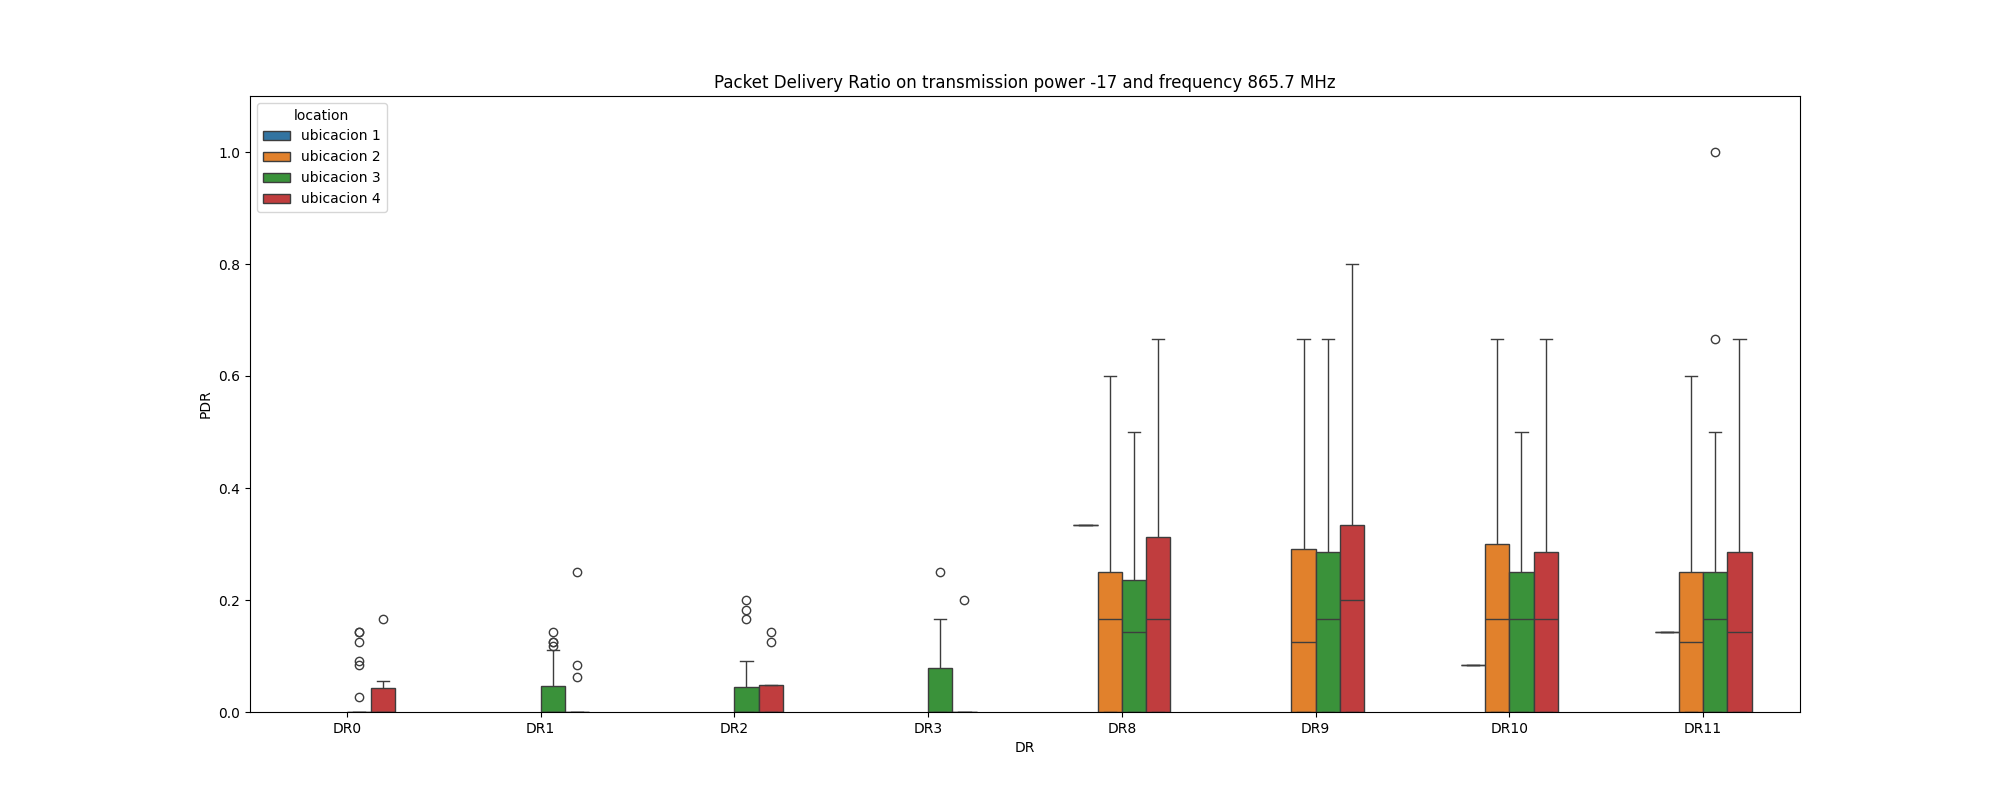 Packet Delivery Ratio on transmission power -17 and frequency 865.7 MHz
location
ubicacion 1
ubicacion 2
ubicacion 3
ubicacion 4
1.0
0.8
0.6
0.4
0.2
0.0
PDR
DR0 DR1 DR2 DR3 DR8 DR9 DR10 DR11
DR